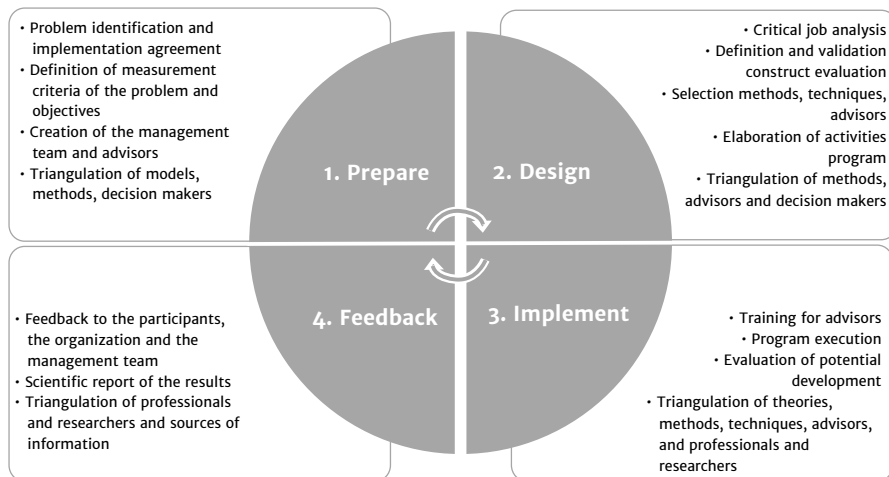 • Problem identification and
implementation agreement
• Definition of measurement
criteria of the problem and
objectives
• Creation of the management
team and advisors
• Triangulation of models,
methods, decision makers
1. Prepare
2. Design
• Critical job analysis
• Definition and validation
construct evaluation
• Selection methods, techniques,
advisors
• Elaboration of activities
program
• Triangulation of methods,
advisors and decision makers
• Feedback to the participants,
the organization and the
management team
• Scientific report of the results
• Triangulation of professionals
and researchers and sources of
information
4. Feedback
3. Implement
• Training for advisors
• Program execution
• Evaluation of potential
development
• Triangulation of theories,
methods, techniques, advisors,
and professionals and
researchers